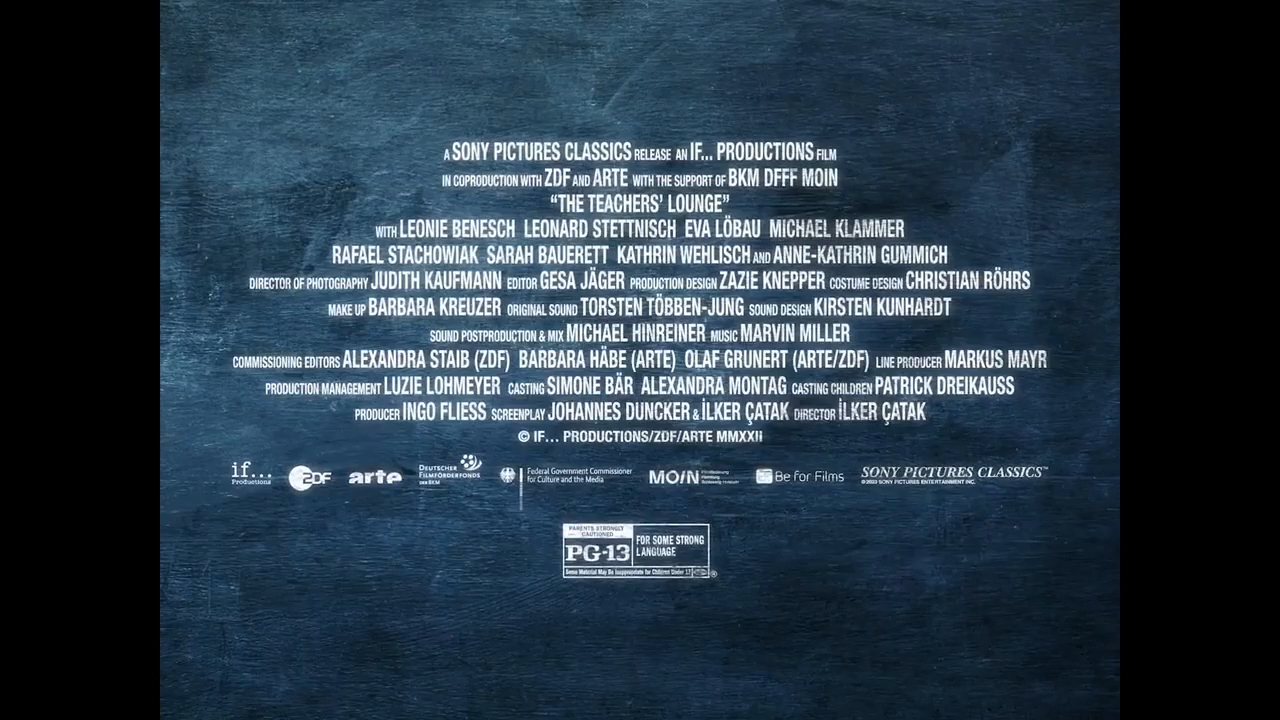 A SONY PICTURES CLASSICS RELEASE AN IF... PRODUCTIONS FILM
IN COPRODUCTION WITH ZDF AND ARTE WITH THE SUPPORT OF BKM DFFF MOIN
“THE TEACHERS’ LOUNGE”
WITH LEONIE BENESCH LEONARD STETTNISCH EVA LÖBAU MICHAEL KLAMMER
RAFAEL STACHOWIAK SARAH BAUERETT KATHRIN WEHLISCH AND ANNE-KATHRIN GUMMICH
DIRECTOR OF PHOTOGRAPHY JUDITH KAUFMANN EDITOR GESA JÄGER PRODUCTION DESIGN ZAZIE KNEPPER COSTUME DESIGN CHRISTIAN RÖHRS
MAKE UP BARBARA KREUZER ORIGINAL SOUND TORSTEN TÖBBEN-JUNG SOUND DESIGN KIRSTEN KUNHARDT
SOUND POSTPRODUCTION & MIX MICHAEL HINREINER MUSIC MARVIN MILLER
COMMISSIONING EDITORS ALEXANDRA STAIB (ZDF) BARBARA HÄBE (ARTE) OLAF GRUNERT (ARTE/ZDF) LINE PRODUCER MARKUS MAYR
PRODUCTION MANAGEMENT LUZIE LOHMEYER CASTING SIMONE BÄR ALEXANDRA MONTAG CASTING CHILDREN PATRICK DREIKAUSS
PRODUCER INGO FLIESS SCREENPLAY JOHANNES DUNCKER & İLKER ÇATAK DIRECTOR İLKER ÇATAK
© IF... PRODUCTIONS/ZDF/ARTE MMXXII
if... Productions
ZDF
arte
DEUTSCHER
FILMFÖRDERFONDS
DER BKM
Federal Government Commissioner
for Culture and the Media
MOIN
Be for Films
SONY PICTURES CLASSICS™
© 2023 SONY PICTURES ENTERTAINMENT INC.
PARENTS STRONGLY CAUTIONED
PG-13
FOR SOME STRONG
LANGUAGE
Some Material May Be Inappropriate for Children Under 13